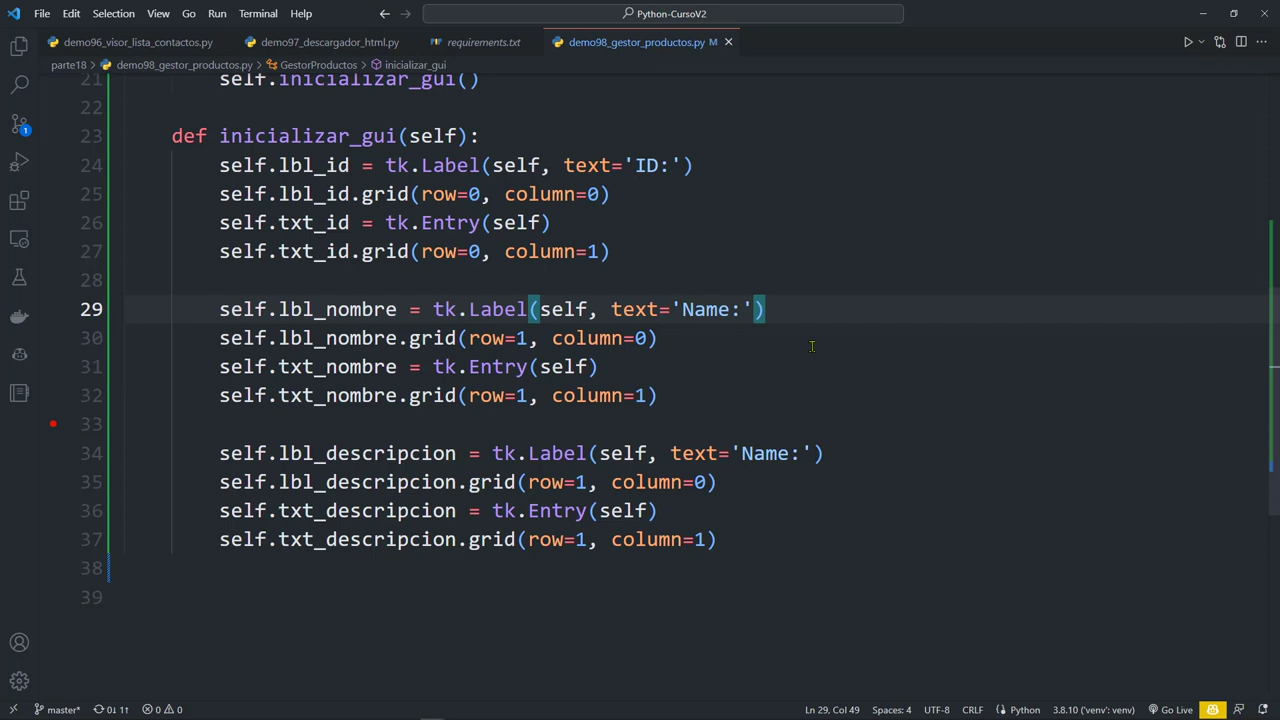 File Edit Selection View Go Run Terminal Help
Python-CursoV2
demo96_visor_lista_contactos.py demo97_descargador_html.py requirements.txt demo98_gestor_productos.py M
parte18 > demo98_gestor_productos.py > GestorProductos > inicializar_gui
21 self.inicializar_gui()
22
23 def inicializar_gui(self):
24 self.lbl_id = tk.Label(self, text='ID:')
25 self.lbl_id.grid(row=0, column=0)
26 self.txt_id = tk.Entry(self)
27 self.txt_id.grid(row=0, column=1)
28
29 self.lbl_nombre = tk.Label(self, text='Name:')
30 self.lbl_nombre.grid(row=1, column=0)
31 self.txt_nombre = tk.Entry(self)
32 self.txt_nombre.grid(row=1, column=1)
33
34 self.lbl_descripcion = tk.Label(self, text='Name:')
35 self.lbl_descripcion.grid(row=1, column=0)
36 self.txt_descripcion = tk.Entry(self)
37 self.txt_descripcion.grid(row=1, column=1)
38
39
1
master* 0↓ 1↑ 0 0 Ln 29, Col 49 Spaces: 4 UTF-8 CRLF Python 3.8.10 ('venv': venv) Go Live